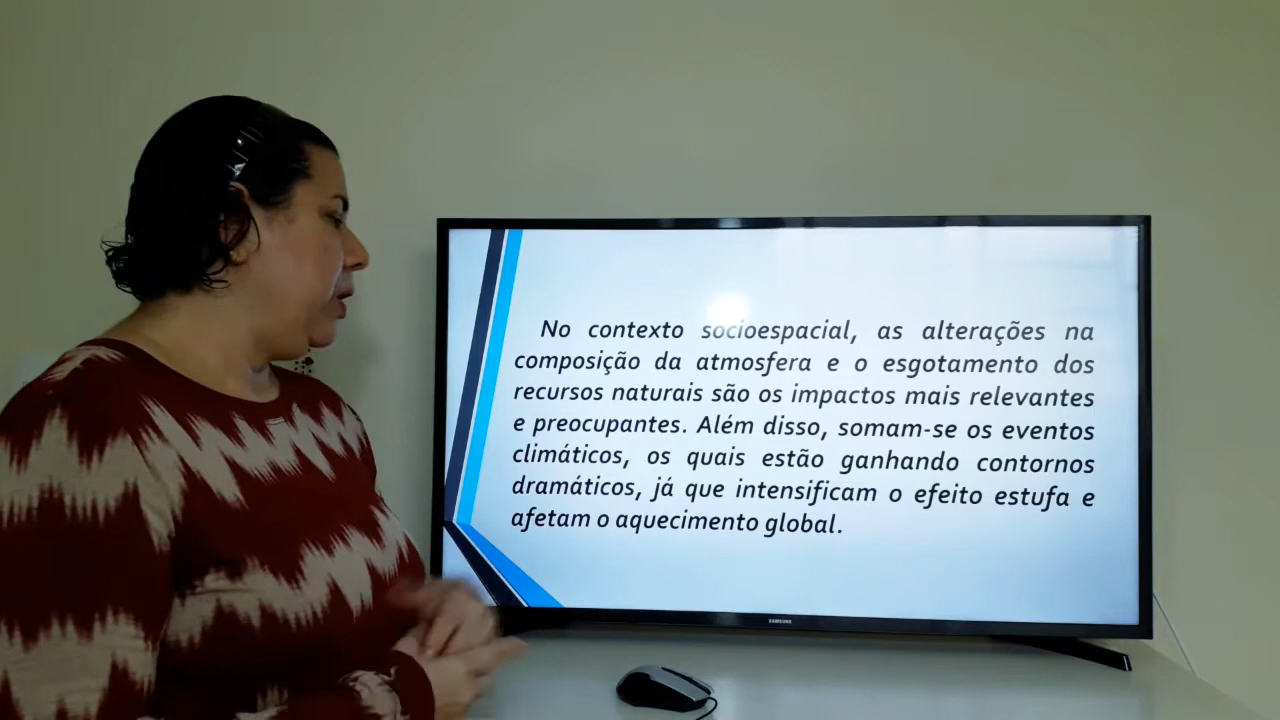 No contexto socioespacial, as alterações na
composição da atmosfera e o esgotamento dos
recursos naturais são os impactos mais relevantes
e preocupantes. Além disso, somam-se os eventos
climáticos, os quais estão ganhando contornos
dramáticos, já que intensificam o efeito estufa e
afetam o aquecimento global.
SAMSUNG